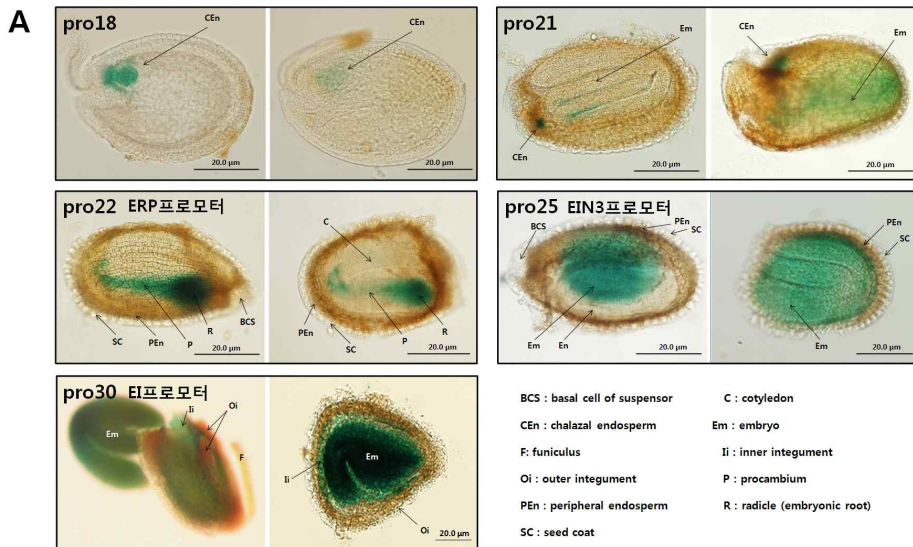 A
pro18
CEn
CEn
20.0 μm
20.0 μm
pro21
Em
CEn
CEn
Em
20.0 μm
20.0 μm
pro22 ERP프로모터
C
SC
PEn
P
R
BCS
PEn
SC
P
R
20.0 μm
20.0 μm
pro25 EIN3프로모터
BCS
PEn
SC
PEn
SC
Em
En
Em
20.0 μm
20.0 μm
pro30 EI프로모터
Ii
Oi
Em
F
Em
Ii
Oi
20.0 μm
BCS : basal cell of suspensor
C : cotyledon
CEn : chalazal endosperm
Em : embryo
F: funiculus
Ii : inner integument
Oi : outer integument
P : procambium
PEn : peripheral endosperm
R : radicle (embryonic root)
SC : seed coat